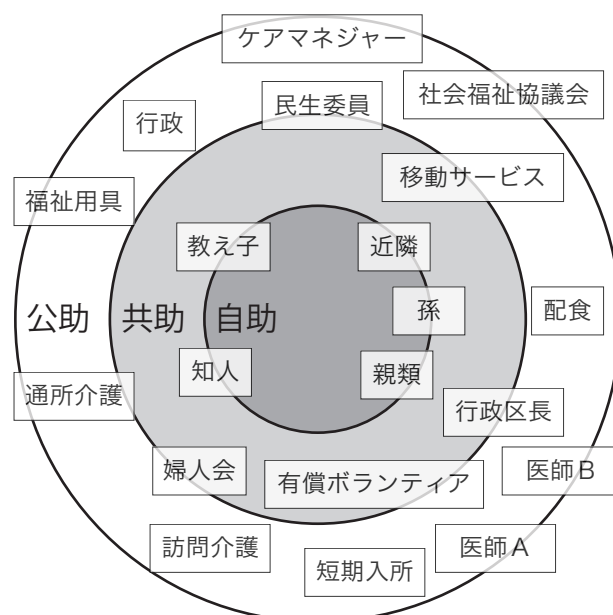 ケアマネジャー
社会福祉協議会
民生委員
行政
移動サービス
福祉用具
教え子
近隣
孫
配食
公助
共助
自助
知人
親類
通所介護
行政区長
婦人会
有償ボランティア
医師B
訪問介護
医師A
短期入所